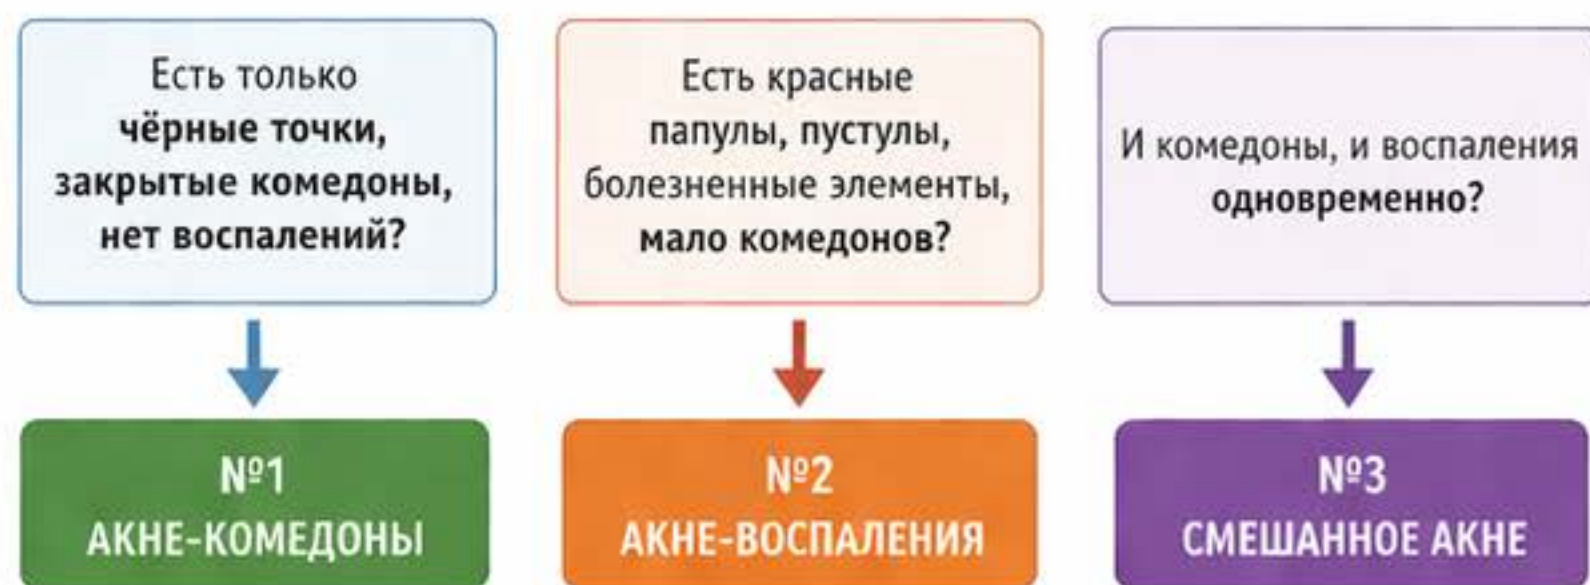 Есть только
чёрные точки,
закрытые комедоны,
нет воспалений?
Есть красные
папулы, пустулы,
болезненные элементы,
мало комедонов?
И комедоны, и воспаления
одновременно?
№1
АКНЕ-КОМЕДОНЫ
№2
АКНЕ-ВОСПАЛЕНИЯ
№3
СМЕШАННОЕ АКНЕ